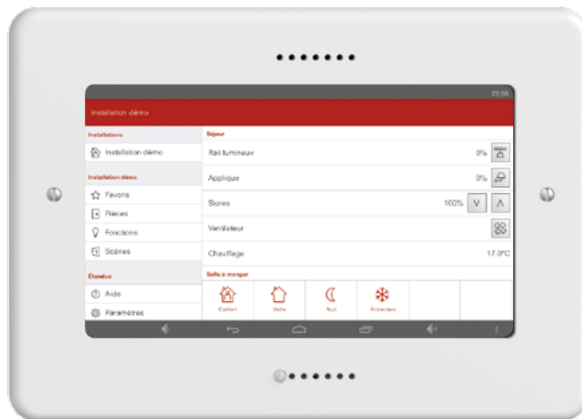 23:00
Installation démo
Installations
Installation démo
Installation démo
Favoris
Pièces
Fonctions
Scènes
Étendus
Aide
Paramètres
Séjour
Rail lumineux 0%
Applique 0%
Stores 100%
Ventilateur
Chauffage 17.0°C
Salle à manger
Confort Veille Nuit Protection